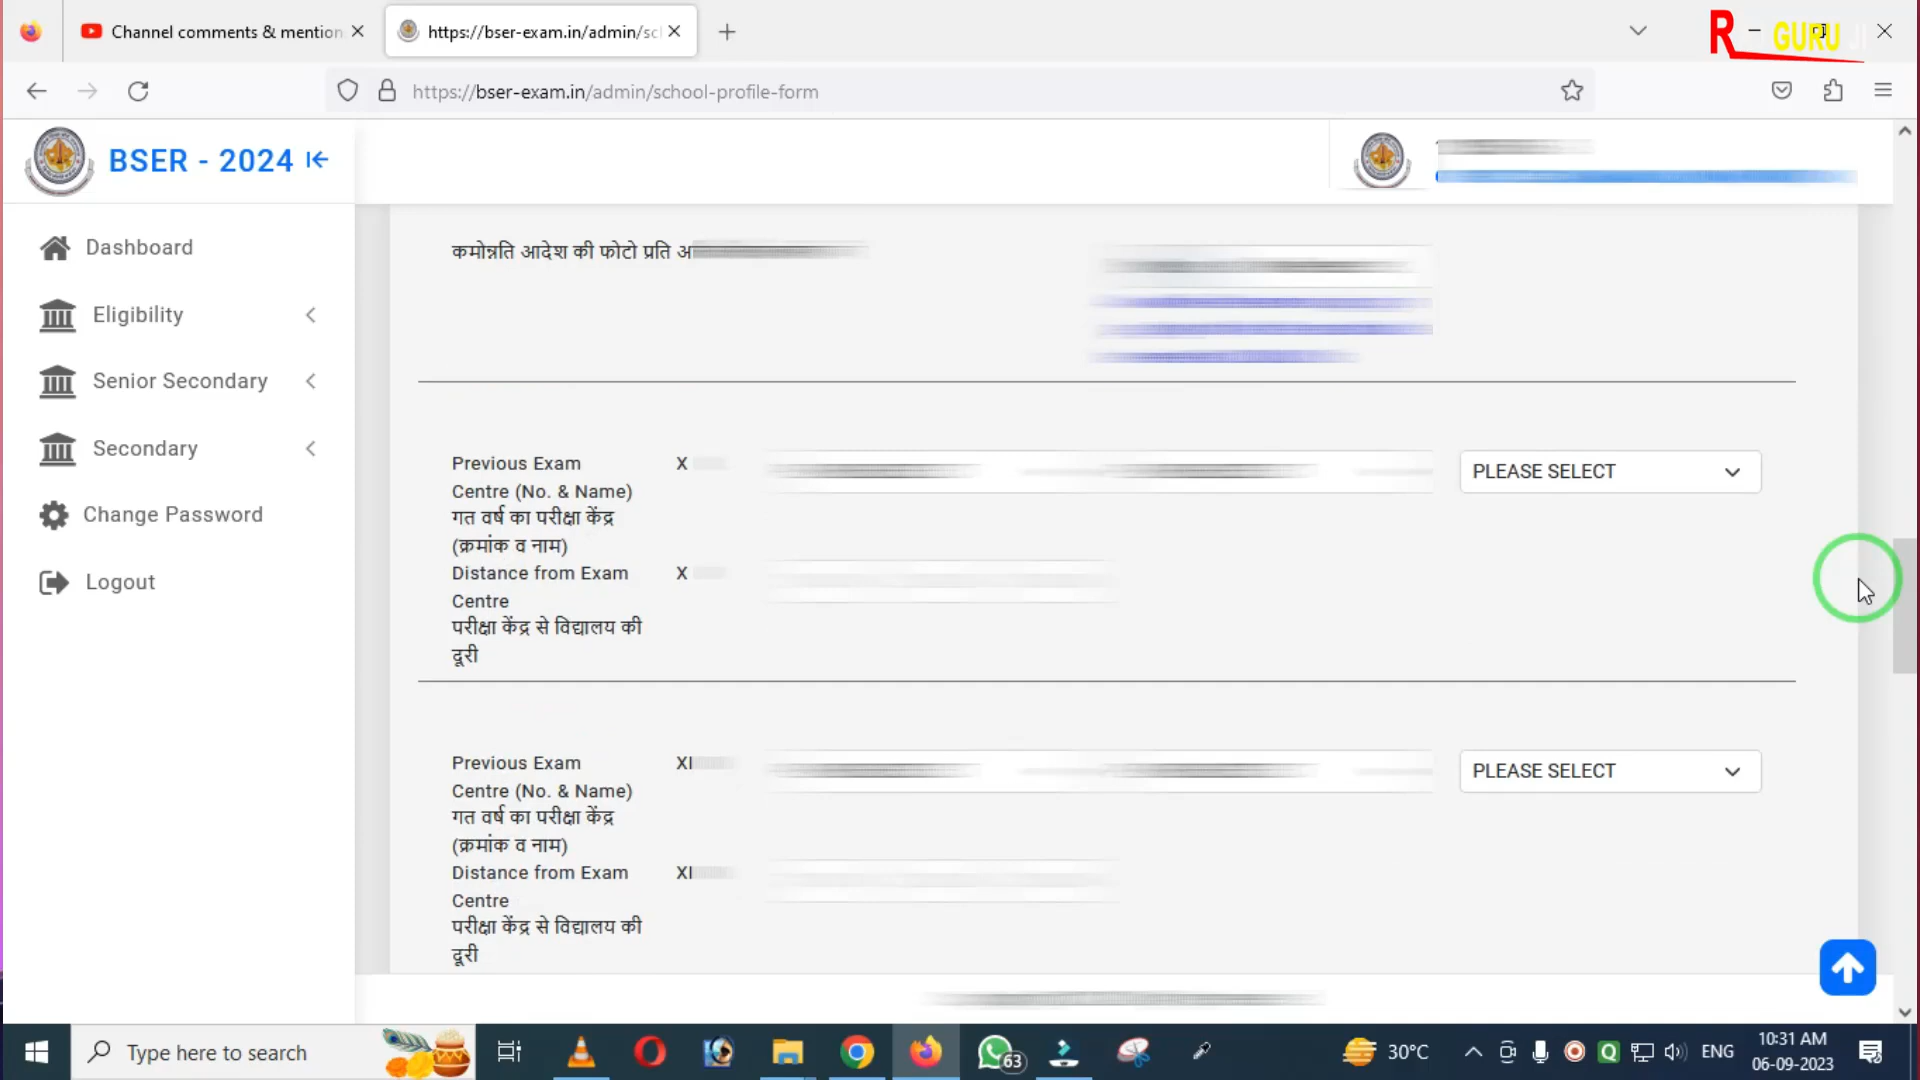 Channel comments & mention
https://bser-exam.in/admin/scl
R GURU JI
https://bser-exam.in/admin/school-profile-form
BSER - 2024
Dashboard
Eligibility
Senior Secondary
Secondary
Change Password
Logout
कमोन्नति आदेश की फोटो प्रति
Previous Exam
Centre (No. & Name)
गत वर्ष का परीक्षा केंद्र
(क्रमांक व नाम)
X
PLEASE SELECT
Distance from Exam
Centre
परीक्षा केंद्र से विद्यालय की
दूरी
X
Previous Exam
Centre (No. & Name)
गत वर्ष का परीक्षा केंद्र
(क्रमांक व नाम)
XI
PLEASE SELECT
Distance from Exam
Centre
परीक्षा केंद्र से विद्यालय की
दूरी
XI
Type here to search
63
30°C
ENG
10:31 AM
06-09-2023